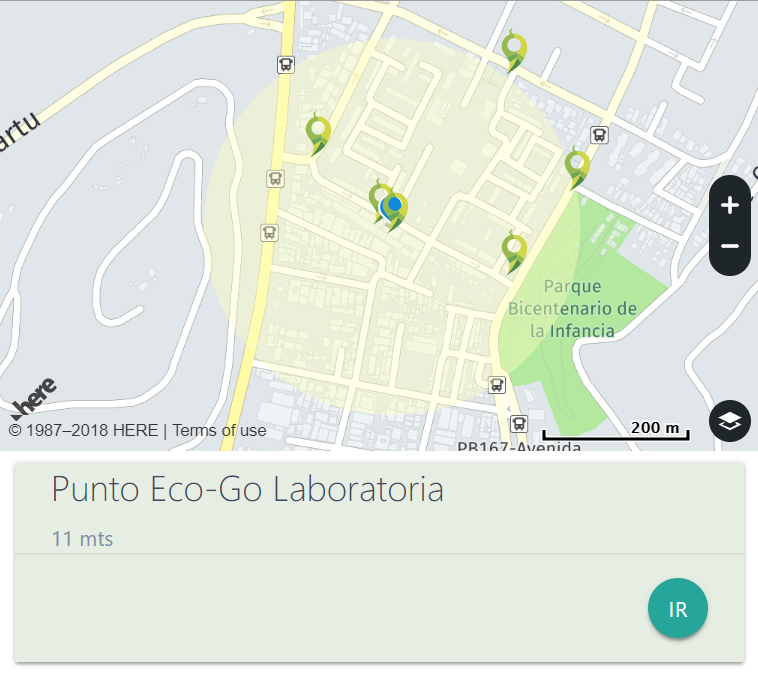 artu
Parque
Bicentenario de
la Infancia
here
© 1987–2018 HERE | Terms of use
200 m
PB167-Avenida
Punto Eco-Go Laboratoria
11 mts
IR